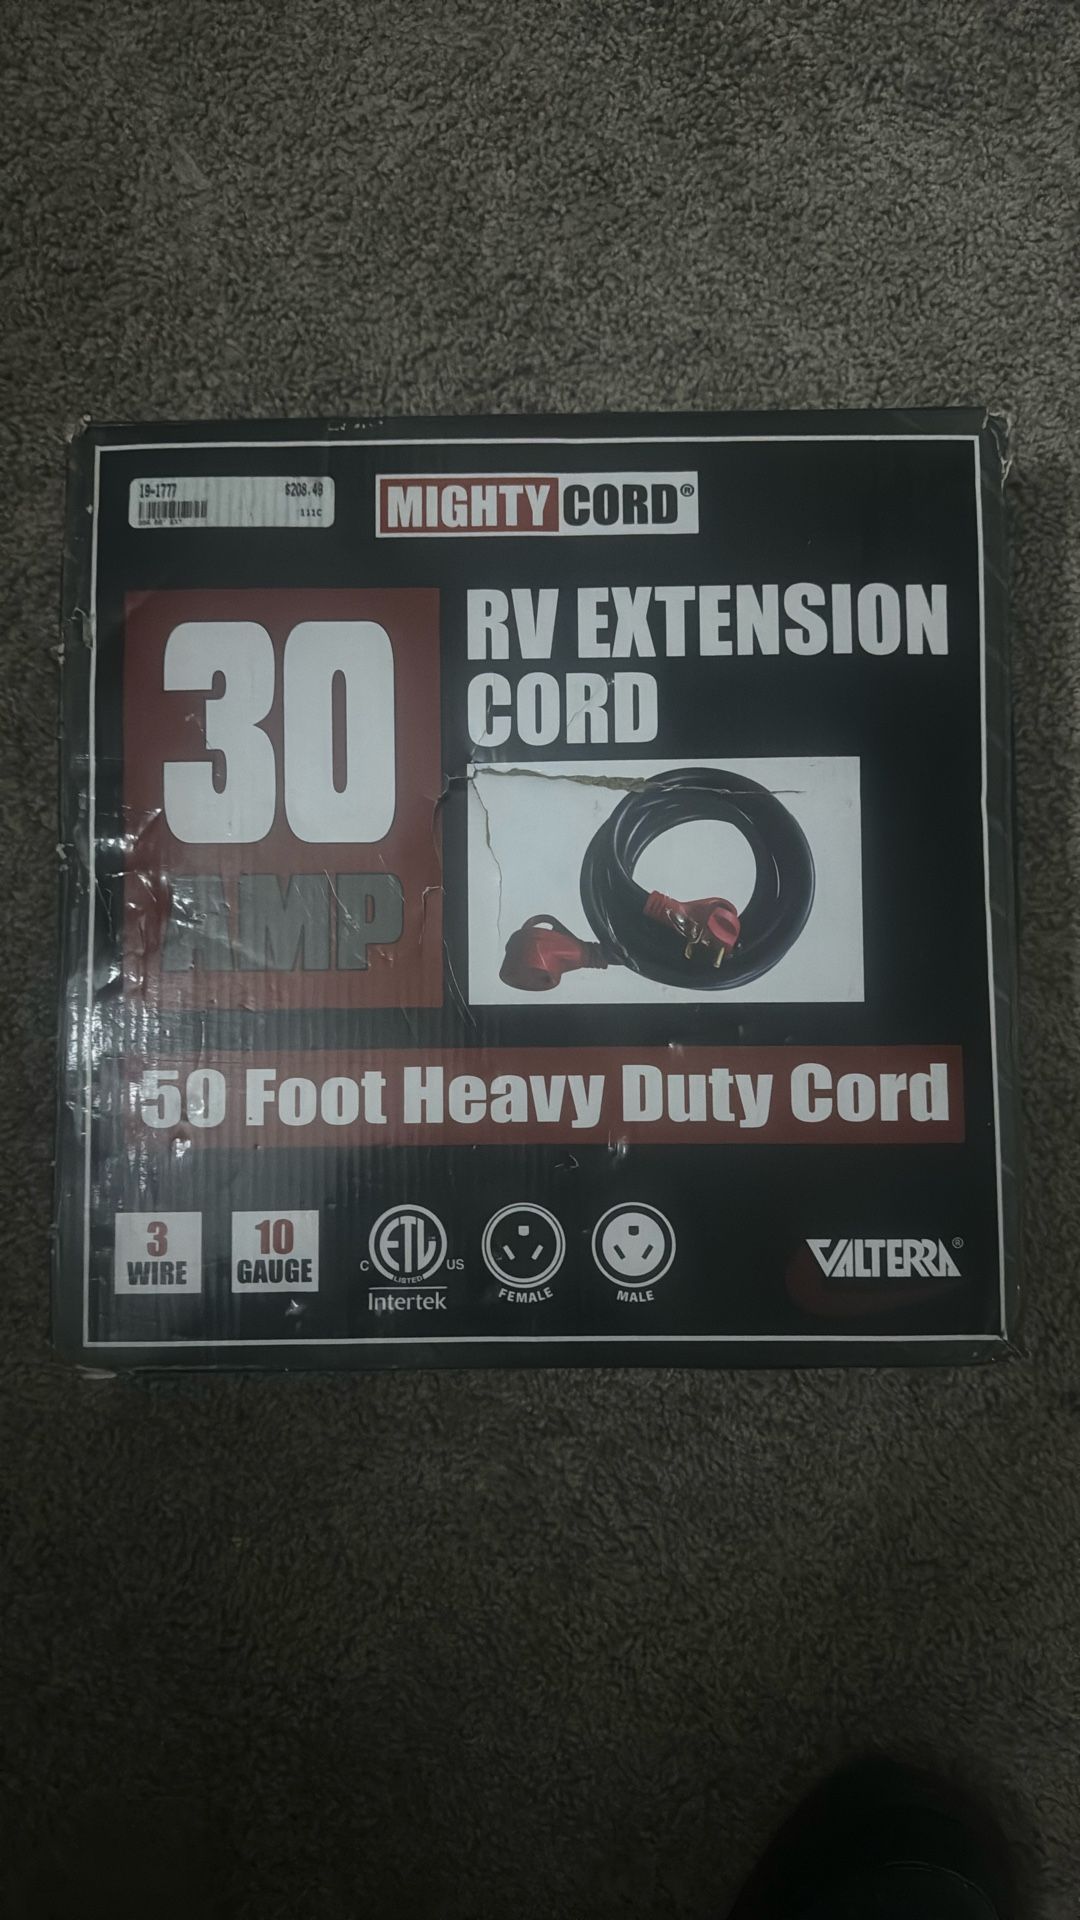 19-1777 $208.49
111C
MIGHTY CORD®
30
AMP
RV EXTENSION
CORD
50 Foot Heavy Duty Cord
3
WIRE
10
GAUGE
ETL
LISTED
C US
Intertek
FEMALE
MALE
VALTERRA®